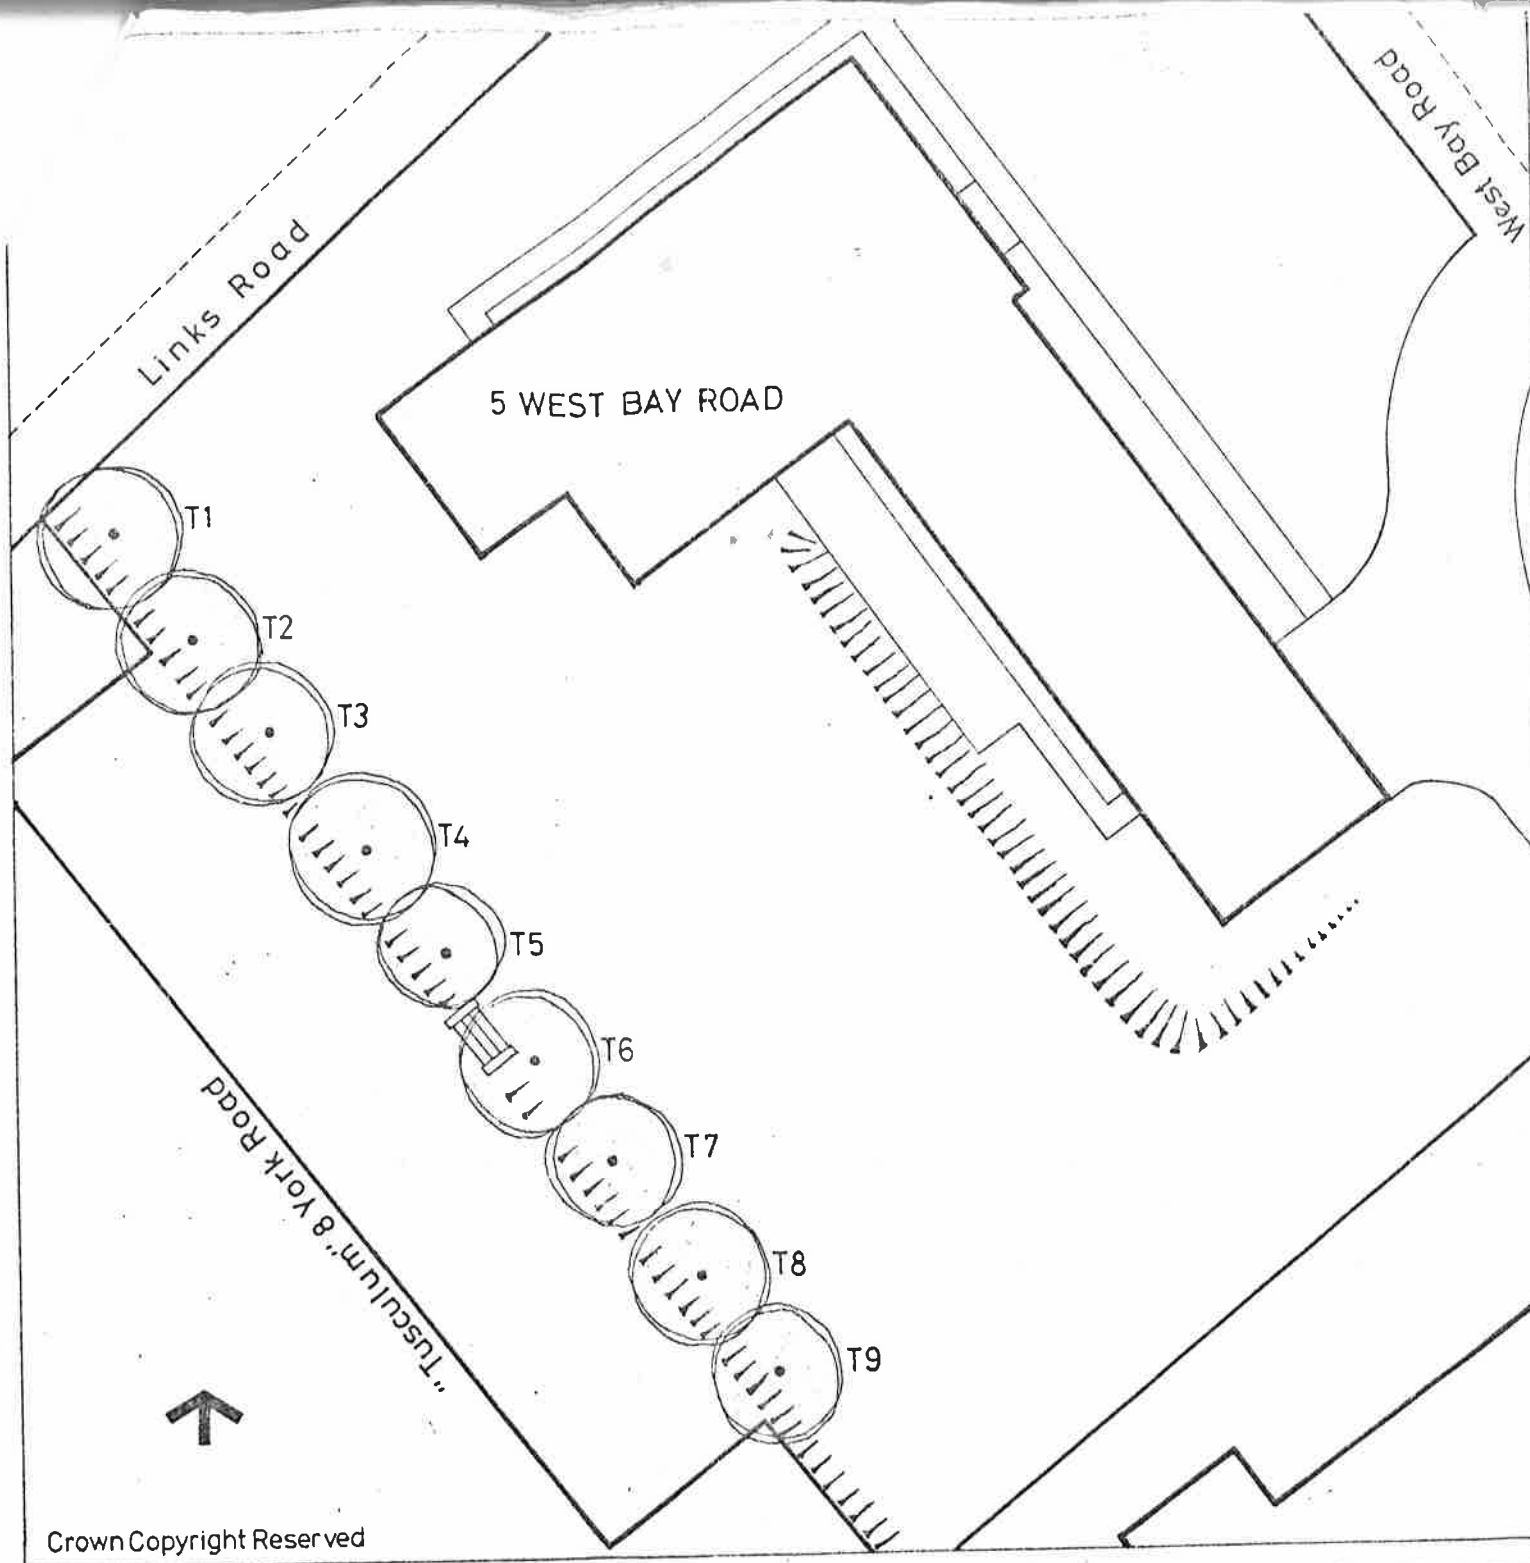 West Bay Road
Links Road
5 WEST BAY ROAD
T1
T2
T3
T4
T5
T6
T7
T8
T9
"Tusculum" 8 York Road
Crown Copyright Reserved